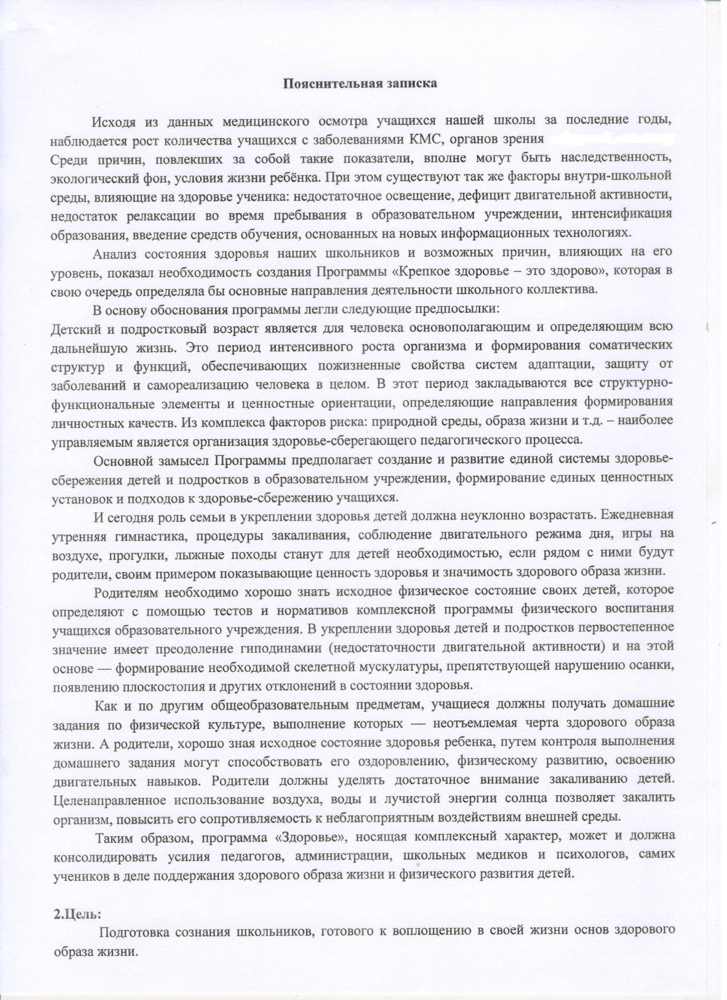 Пояснительная записка
Исходя из данных медицинского осмотра учащихся нашей школы за последние годы,
наблюдается рост количества учащихся с заболеваниями КМС, органов зрения
Среди причин, повлекших за собой такие показатели, вполне могут быть наследственность,
экологический фон, условия жизни ребёнка. При этом существуют так же факторы внутри-школьной
среды, влияющие на здоровье ученика: недостаточное освещение, дефицит двигательной активности,
недостаток релаксации во время пребывания в образовательном учреждении, интенсификация
образования, введение средств обучения, основанных на новых информационных технологиях.
Анализ состояния здоровья наших школьников и возможных причин, влияющих на его
уровень, показал необходимость создания Программы «Крепкое здоровье – это здорово», которая в
свою очередь определяла бы основные направления деятельности школьного коллектива.
В основу обоснования программы легли следующие предпосылки:
Детский и подростковый возраст является для человека основополагающим и определяющим всю
дальнейшую жизнь. Это период интенсивного роста организма и формирования соматических
структур и функций, обеспечивающих пожизненные свойства систем адаптации, защиту от
заболеваний и самореализацию человека в целом. В этот период закладываются все структурно-
функциональные элементы и ценностные ориентации, определяющие направления формирования
личностных качеств. Из комплекса факторов риска: природной среды, образа жизни и т.д. – наиболее
управляемым является организация здоровье-сберегающего педагогического процесса.
Основной замысел Программы предполагает создание и развитие единой системы здоровье-
сбережения детей и подростков в образовательном учреждении, формирование единых ценностных
установок и подходов к здоровье-сбережению учащихся.
И сегодня роль семьи в укреплении здоровья детей должна неуклонно возрастать. Ежедневная
утренняя гимнастика, процедуры закаливания, соблюдение двигательного режима дня, игры на
воздухе, прогулки, лыжные походы станут для детей необходимостью, если рядом с ними будут
родители, своим примером показывающие ценность здоровья и значимость здорового образа жизни.
Родителям необходимо хорошо знать исходное физическое состояние своих детей, которое
определяют с помощью тестов и нормативов комплексной программы физического воспитания
учащихся образовательного учреждения. В укреплении здоровья детей и подростков первостепенное
значение имеет преодоление гиподинамии (недостаточности двигательной активности) и на этой
основе — формирование необходимой скелетной мускулатуры, препятствующей нарушению осанки,
появлению плоскостопия и других отклонений в состоянии здоровья.
Как и по другим общеобразовательным предметам, учащиеся должны получать домашние
задания по физической культуре, выполнение которых — неотъемлемая черта здорового образа
жизни. А родители, хорошо зная исходное состояние здоровья ребенка, путем контроля выполнения
домашнего задания могут способствовать его оздоровлению, физическому развитию, освоению
двигательных навыков. Родители должны уделять достаточное внимание закаливанию детей.
Целенаправленное использование воздуха, воды и лучистой энергии солнца позволяет закалить
организм, повысить его сопротивляемость к неблагоприятным воздействиям внешней среды.
Таким образом, программа «Здоровье», носящая комплексный характер, может и должна
консолидировать усилия педагогов, администрации, школьных медиков и психологов, самих
учеников в деле поддержания здорового образа жизни и физического развития детей.
2.Цель:
Подготовка сознания школьников, готового к воплощению в своей жизни основ здорового
образа жизни.